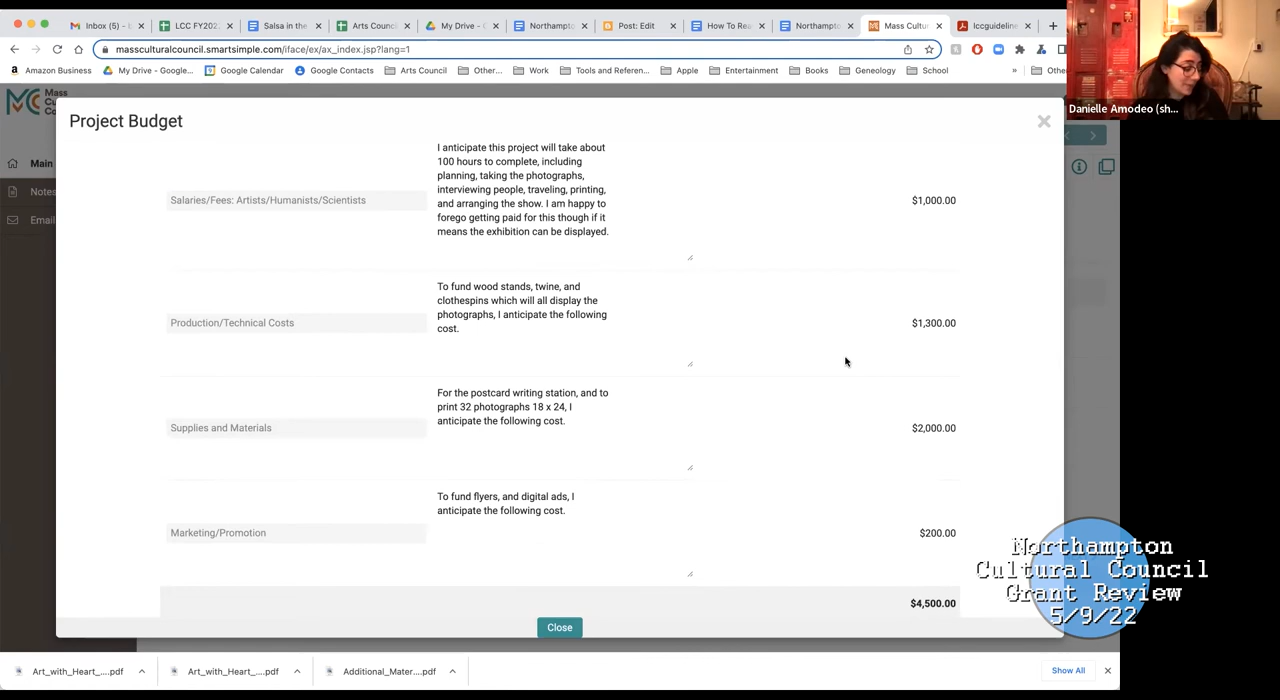 Inbox (5) -
LCC FY202
Salsa in the
Arts Counci
My Drive -
Northampto
Post: Edit
How To Rea
Northampto
Mass Cultur
lccguideline
massculturalcouncil.smartsimple.com/iface/ex/ax_index.jsp?lang=1
Amazon Business
My Drive - Google...
Google Calendar
Google Contacts
Arts Council
Other...
Work
Tools and Referen...
Apple
Entertainment
Books
Geneology
School
»
Othe
Danielle Amodeo (sh...
Mass
Cu
Co
Main
Notes
Email
Project Budget
Salaries/Fees: Artists/Humanists/Scientists
I anticipate this project will take about
100 hours to complete, including
planning, taking the photographs,
interviewing people, traveling, printing,
and arranging the show. I am happy to
forego getting paid for this though if it
means the exhibition can be displayed.
$1,000.00
Production/Technical Costs
To fund wood stands, twine, and
clothespins which will all display the
photographs, I anticipate the following
cost.
$1,300.00
Supplies and Materials
For the postcard writing station, and to
print 32 photographs 18 x 24, I
anticipate the following cost.
$2,000.00
Marketing/Promotion
To fund flyers, and digital ads, I
anticipate the following cost.
$200.00
$4,500.00
Close
Northampton
Cultural Council
Grant Review
5/9/22
Art_with_Heart_....pdf
Art_with_Heart_....pdf
Additional_Mater....pdf
Show All